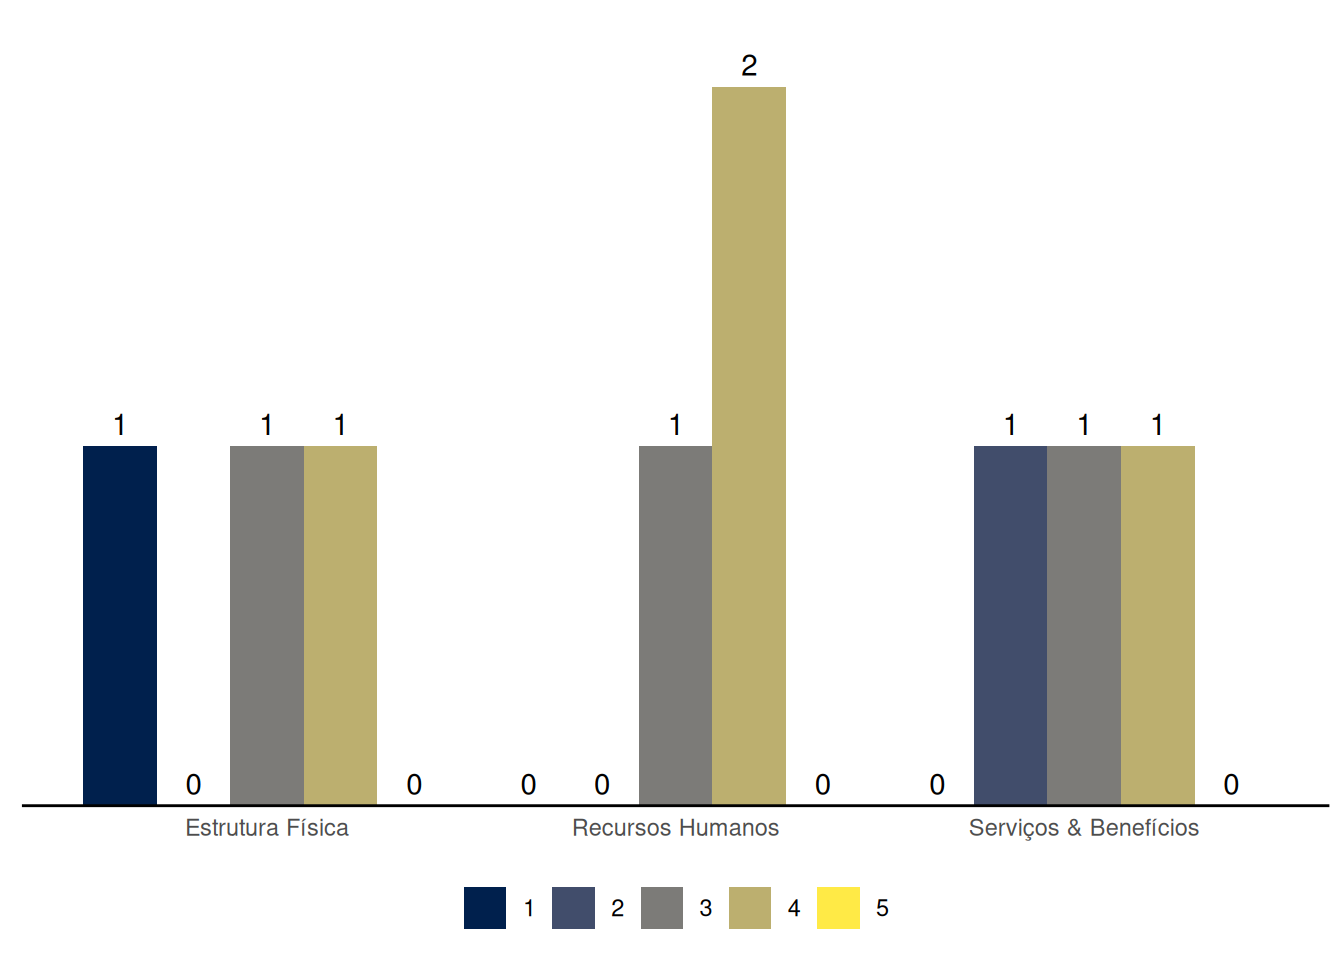 2
1 1 1 1 1 1 1
0 0 0 0 0 0 0
Estrutura Física Recursos Humanos Serviços & Benefícios
1 2 3 4 5